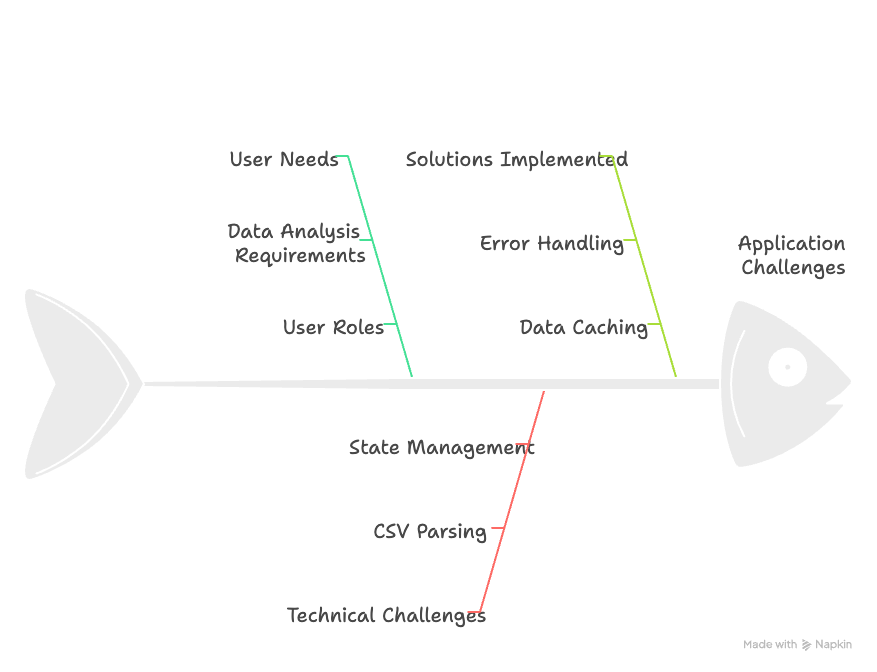 User Needs
Solutions Implemented
Data Analysis
Requirements
Error Handling
Application
Challenges
User Roles
Data Caching
State Management
CSV Parsing
Technical Challenges
Made with Napkin